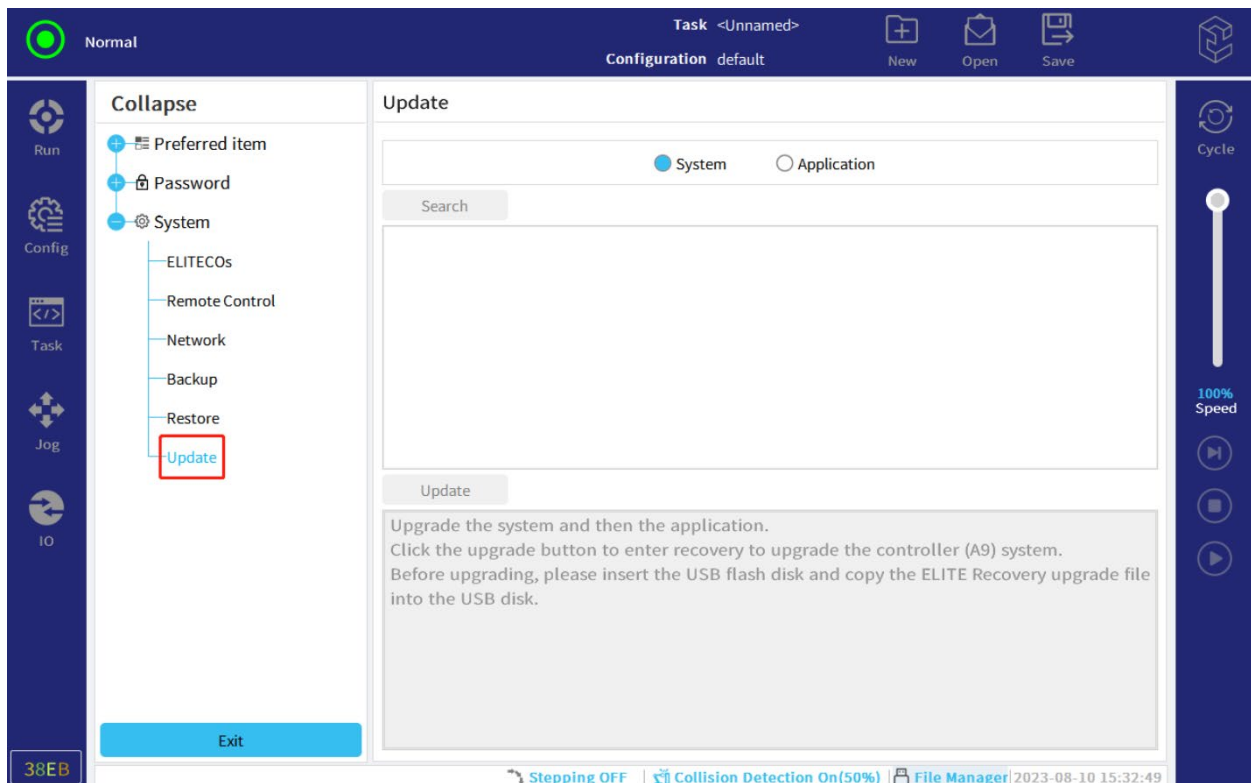 Normal
Task <Unnamed>
Configuration default
New
Open
Save
Run
Config
Task
Jog
IO
38EB
Collapse
Preferred item
Password
System
ELITECOs
Remote Control
Network
Backup
Restore
Update
Exit
Update
System Application
Search
Update
Upgrade the system and then the application.
Click the upgrade button to enter recovery to upgrade the controller (A9) system.
Before upgrading, please insert the USB flash disk and copy the ELITE Recovery upgrade file
into the USB disk.
Cycle
100%
Speed
Stepping OFF Collision Detection On(50%) File Manager 2023-08-10 15:32:49